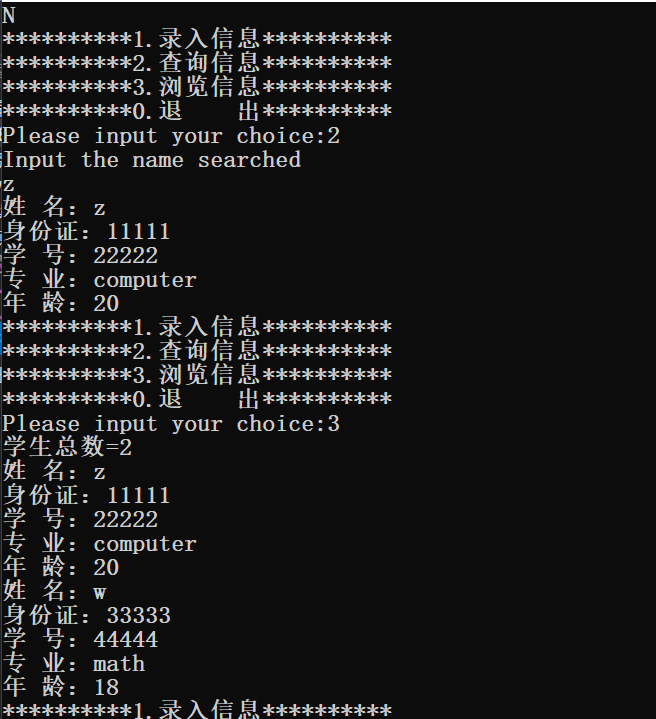 N
**********1.录入信息**********
**********2.查询信息**********
**********3.浏览信息**********
**********0.退    出**********
Please input your choice:2
Input the name searched
z
姓 名：z
身份证：11111
学 号：22222
专 业：computer
年 龄：20
**********1.录入信息**********
**********2.查询信息**********
**********3.浏览信息**********
**********0.退    出**********
Please input your choice:3
学生总数=2
姓 名：z
身份证：11111
学 号：22222
专 业：computer
年 龄：20
姓 名：w
身份证：33333
学 号：44444
专 业：math
年 龄：18
**********1.录入信息**********